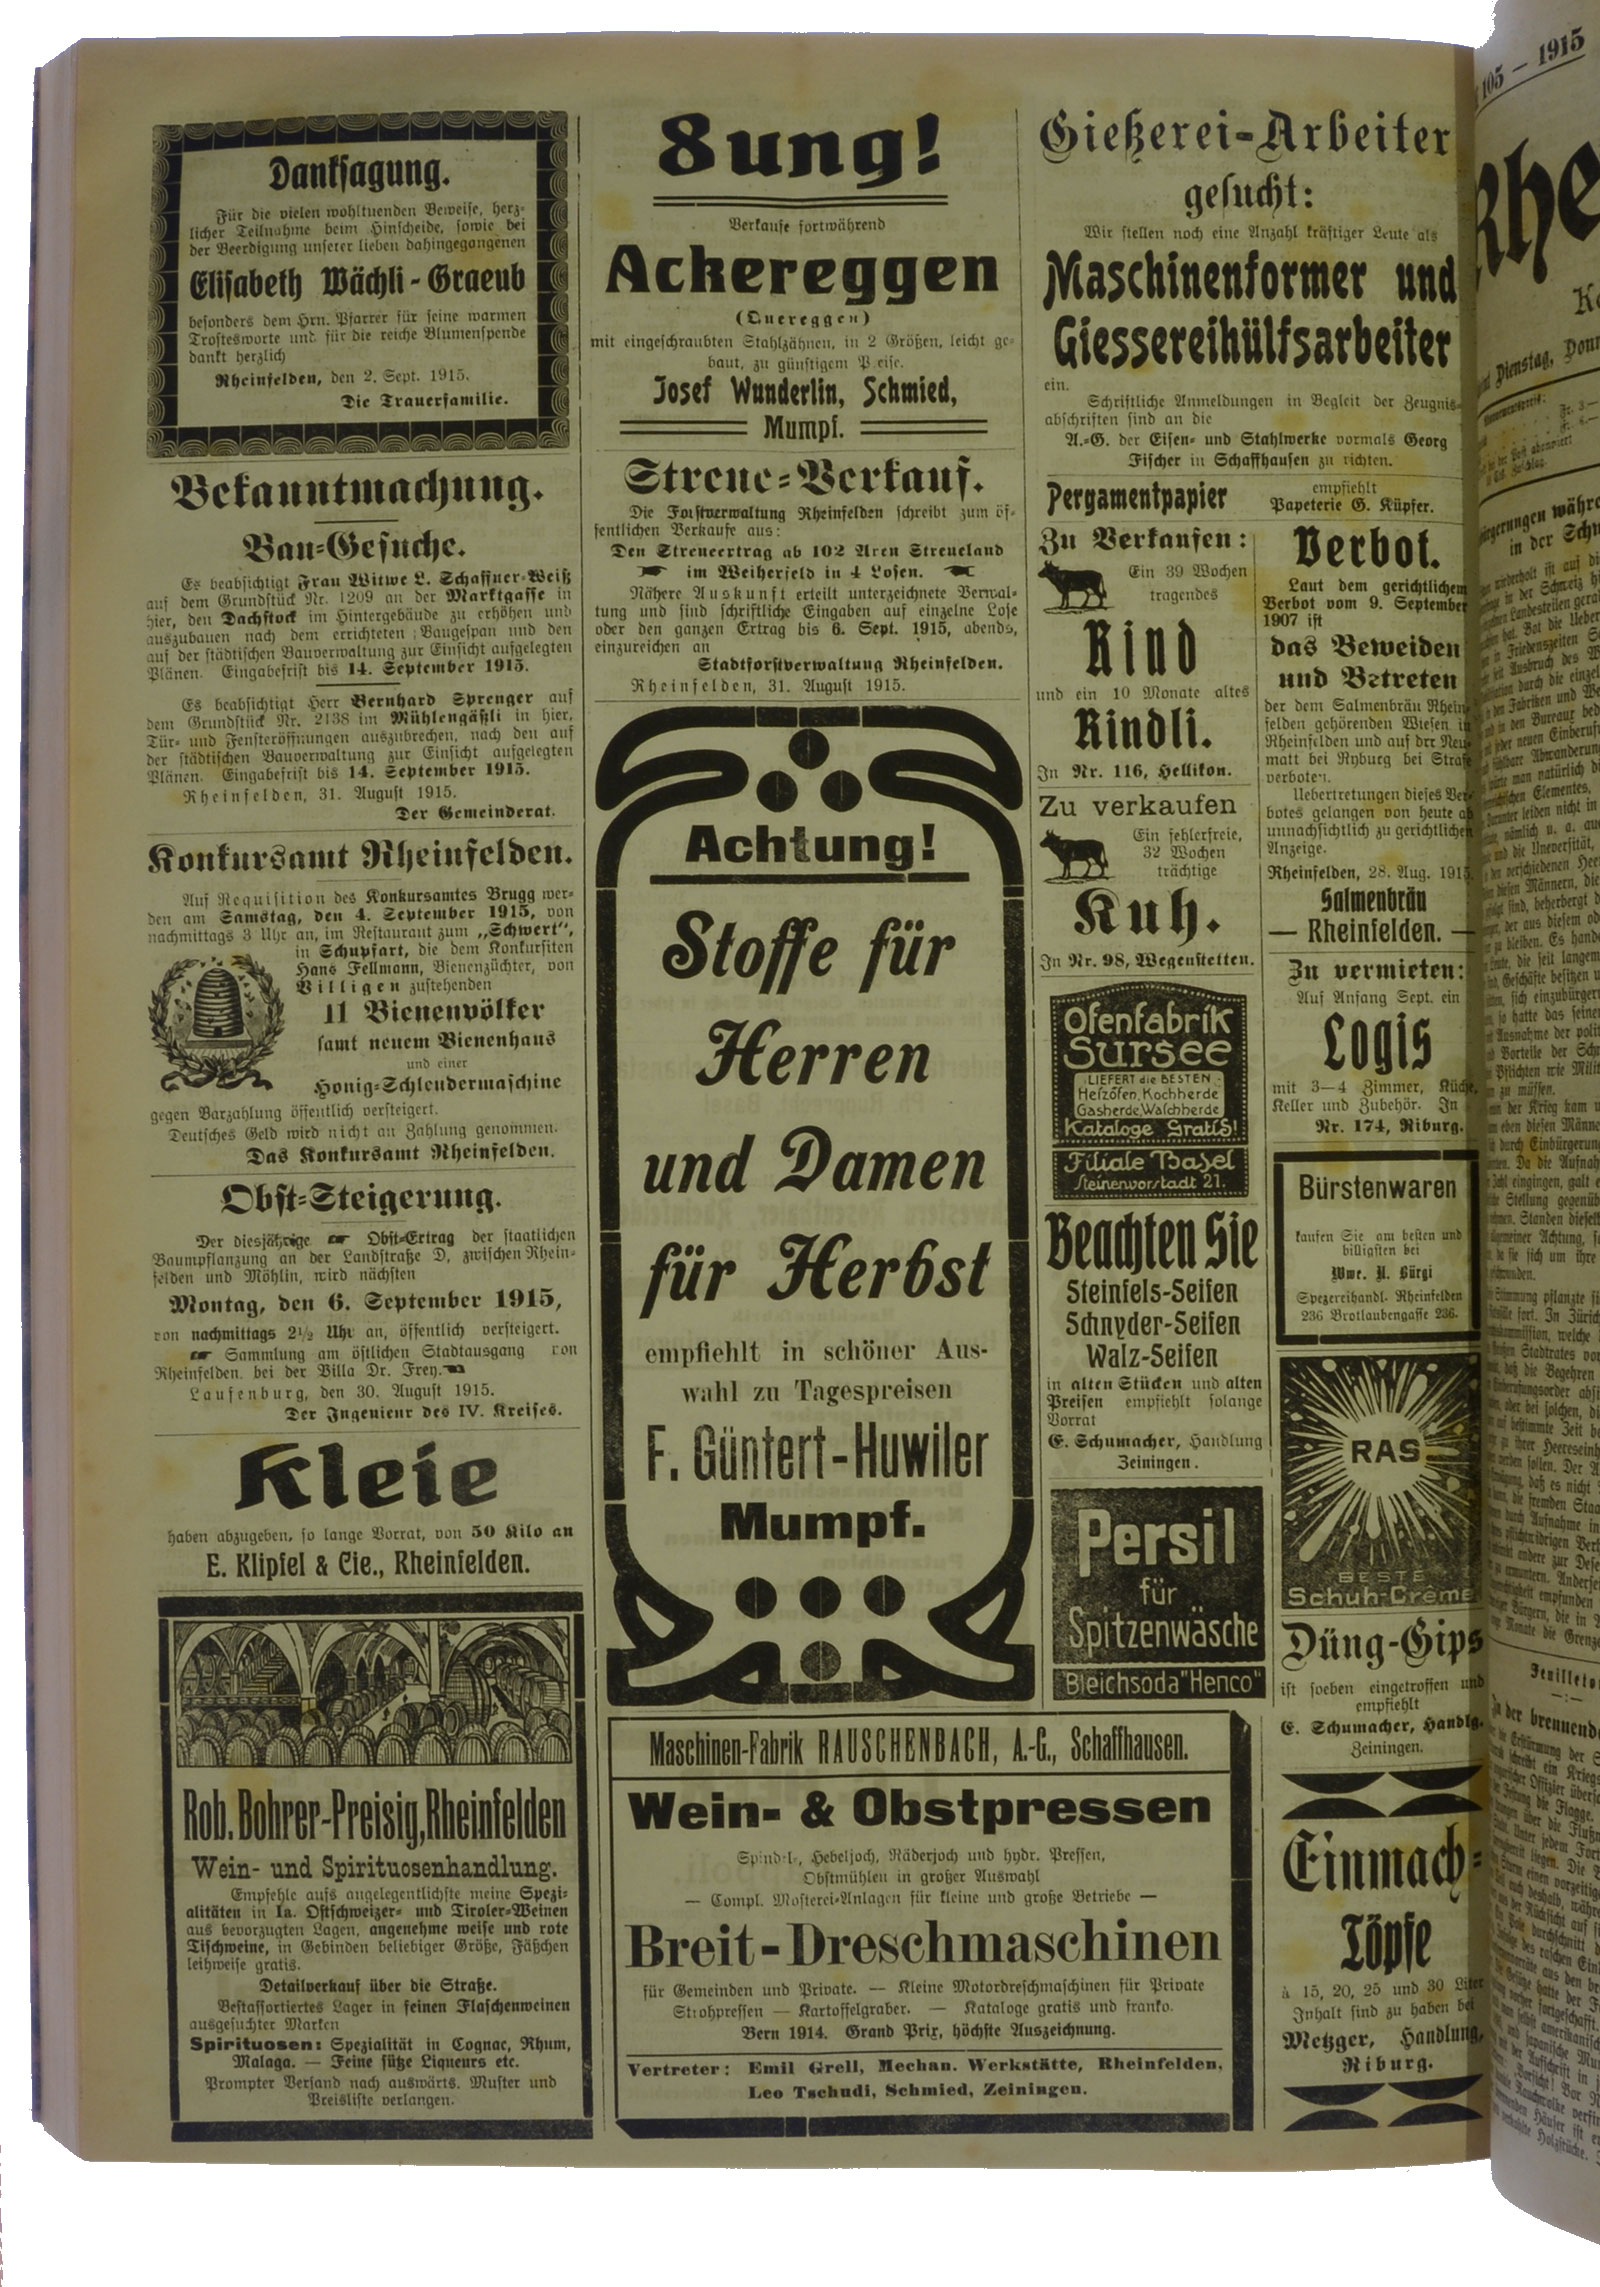 Danksagung.
Für die vielen wohltuenden Beweise, herz-
licher Teilnahme beim Hinscheide, sowie bei
der Beerdigung unserer lieben dahingegangenen
Elisabeth Wächli-Graeub
besonders dem Hrn. Pfarrer für seine warmen
Trostesworte und für die reiche Blumenspende
dankt herzlich
Rheinfelden, den 2. Sept. 1915.
Die Trauerfamilie.
Bekanntmachung.
Bau-Gesuche.
Es beabsichtigt Frau Witwe L. Schaffner-Weiß
auf dem Grundstück Nr. 1209 an der Marktgasse in
hier, den Dachstock im Hintergebäude zu erhöhen und
auszubauen nach dem errichteten Baugespan und den
auf der städtischen Bauverwaltung zur Einsicht aufgelegten
Plänen. Eingabefrist bis 14. September 1915.
Es beabsichtigt Herr Bernhard Sprenger auf
dem Grundstück Nr. 2138 im Mühlengäßli in hier,
Tür- und Fensteröffnungen auszubrechen, nach den auf
der städtischen Bauverwaltung zur Einsicht aufgelegten
Plänen. Eingabefrist bis 14. September 1915.
Rheinfelden, 31. August 1915.
Der Gemeinderat.
Konkursamt Rheinfelden.
Auf Requisition des Konkursamtes Brugg wer-
den am Samstag, den 4. September 1915, von
nachmittags 3 Uhr an, im Restaurant zum „Schwert",
in Schupfart, die dem Konkursiten
Hans Fellmann, Bienenzüchter, von
Villigen zustehenden
11 Bienenvölker
samt neuem Bienenhaus
und einer
Honig-Schleudermaschine
gegen Barzahlung öffentlich versteigert.
Deutsches Geld wird nicht an Zahlung genommen.
Das Konkursamt Rheinfelden.
Obst-Steigerung.
Der diesjährige Obst-Ertrag der staatlichen
Baumpflanzung an der Landstraße D, zwischen Rhein-
felden und Möhlin, wird nächsten
Montag, den 6. September 1915,
von nachmittags 2½ Uhr an, öffentlich versteigert.
Sammlung am östlichen Stadtausgang von
Rheinfelden, bei der Villa Dr. Frey.
Laufenburg, den 30. August 1915.
Der Ingenieur des IV. Kreises.
Kleie
haben abzugeben, so lange Vorrat, von 50 Kilo an
E. Klipfel & Cie., Rheinfelden.
Rob. Bohrer-Preisig, Rheinfelden
Wein- und Spirituosenhandlung.
Empfehle aufs angelegentlichste meine Spezi-
alitäten in Ia. Ostschweizer- und Tiroler-Weinen
aus bevorzugten Lagen, angenehme weiße und rote
Tischweine, in Gebinden beliebiger Größe, Fäßchen
leihweise gratis.
Detailverkauf über die Straße.
Bestassortiertes Lager in feinen Flaschenweinen
ausgesuchter Marken
Spirituosen: Spezialität in Cognac, Rhum,
Malaga. — Feine süße Liqueurs etc.
Prompter Versand nach auswärts. Muster und
Preisliste verlangen.
8ung!
Verkaufe fortwährend
Ackereggen
(Quereggen)
mit eingeschraubten Stahlzähnen, in 2 Größen, leicht ge-
baut, zu günstigem Preise.
Josef Wunderlin, Schmied,
Mumpf.
Streue-Verkauf.
Die Forstverwaltung Rheinfelden schreibt zum öf-
fentlichen Verkaufe aus:
Den Streueertrag ab 102 Aren Streueland
im Weiherfeld in 4 Losen.
Nähere Auskunft erteilt unterzeichnete Verwal-
tung und sind schriftliche Eingaben auf einzelne Lose
oder den ganzen Ertrag bis 6. Sept. 1915, abends,
einzureichen an
Stadtforstverwaltung Rheinfelden.
Rheinfelden, 31. August 1915.
Achtung!
Stoffe für
Herren
und Damen
für Herbst
empfiehlt in schöner Aus-
wahl zu Tagespreisen
F. Güntert-Huwiler
Mumpf.
Maschinen-Fabrik RAUSCHENBACH, A.-G., Schaffhausen.
Wein- & Obstpressen
Spindel-, Hebeljoch, Räderjoch und hydr. Pressen,
Obstmühlen in großer Auswahl
— Compl. Mosterei-Anlagen für kleine und große Betriebe —
Breit-Dreschmaschinen
für Gemeinden und Private. — Kleine Motordreschmaschinen für Private
Strohpressen — Kartoffelgraber. — Kataloge gratis und franko.
Bern 1914. Grand Prix, höchste Auszeichnung.
Vertreter: Emil Grell, Mechan. Werkstätte, Rheinfelden,
Leo Tschudi, Schmied, Zeiningen.
Gießerei-Arbeiter
gesucht:
Wir stellen noch eine Anzahl kräftiger Leute als
Maschinenformer und
Giessereihülfsarbeiter
ein.
Schriftliche Anmeldungen in Begleit der Zeugnis-
abschriften sind an die
A.-G. der Eisen- und Stahlwerke vormals Georg
Fischer in Schaffhausen zu richten.
Pergamentpapier
empfiehlt
Papeterie G. Küpfer.
Zu Verkaufen:
Ein 39 Wochen
tragendes
Rind
und ein 10 Monate altes
Rindli.
In Nr. 116, Hellikon.
Zu verkaufen
Ein fehlerfreie,
32 Wochen
trächtige
Kuh.
In Nr. 98, Wegenstetten.
Ofenfabrik
Sursee
LIEFERT die BESTEN
Heizöfen, Kochherde
Gasherde, Waschherde
Kataloge Gratis!
Filiale Basel
Steinenvorstadt 21.
Beachten Sie
Steinfels-Seifen
Schnyder-Seifen
Walz-Seifen
in alten Stücken und alten
Preisen empfiehlt solange
Vorrat
E. Schumacher, Handlung
Zeiningen.
Persil
für
Spitzenwäsche
Bleichsoda "Henco"
Verbot.
Laut dem gerichtlichem
Verbot vom 9. September
1907 ist
das Beweiden
und Betreten
der dem Salmenbräu Rhein-
felden gehörenden Wiesen in
Rheinfelden und auf der Neu-
matt bei Ryburg bei Strafe
verboten.
Uebertretungen dieses Ver-
botes gelangen von heute ab
unnachsichtlich zu gerichtlichen
Anzeige.
Rheinfelden, 28. Aug. 1915.
Salmenbräu
— Rheinfelden. —
Zu vermieten:
Auf Anfang Sept. ein
Logis
mit 3—4 Zimmer, Küche,
Keller und Zubehör. In
Nr. 174, Riburg.
Bürstenwaren
kaufen Sie am besten und
billigsten bei
Wwe. A. Bürgi
Spezereihandl. Rheinfelden
236 Brotlaubengasse 236.
RAS
BESTE
Schuh-Crème
Düng-Gips
ist soeben eingetroffen und
empfiehlt
E. Schumacher, Handlg.
Zeiningen.
Einmach-
Töpfe
à 15, 20, 25 und 30 Liter
Inhalt sind zu haben bei
Metzger, Handlung,
Riburg.
105 — 1915
Rhe
Dienstag,
während
in der
Feuilleton